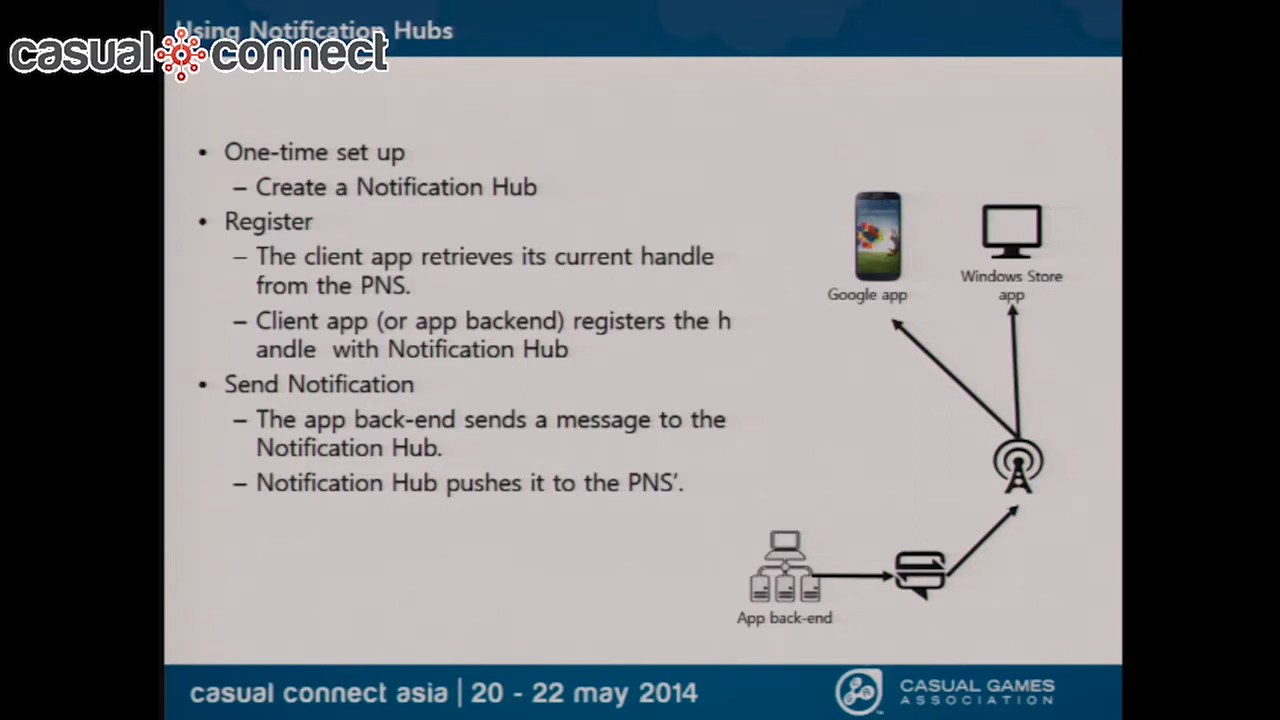 Using Notification Hubs
casual connect
• One-time set up
– Create a Notification Hub
• Register
– The client app retrieves its current handle
from the PNS.
– Client app (or app backend) registers the h
andle with Notification Hub
• Send Notification
– The app back-end sends a message to the
Notification Hub.
– Notification Hub pushes it to the PNS'.
Google app
Windows Store
app
App back-end
casual connect asia | 20 - 22 may 2014
CASUAL GAMES
ASSOCIATION